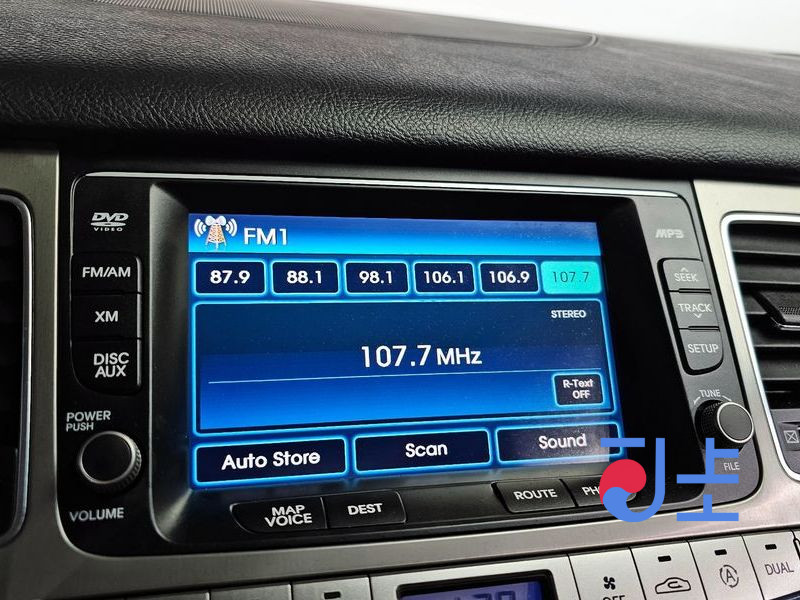 DVD
VIDEO
MP3
FM1
87.9 88.1 98.1 106.1 106.9 107.7
FM/AM
XM
DISC
AUX
STEREO
107.7 MHz
R-Text
OFF
SEEK
TRACK
SETUP
POWER
PUSH
VOLUME
Auto Store
Scan
Sound
TUNE
FILE
MAP
VOICE
DEST
ROUTE
OFF
DUAL